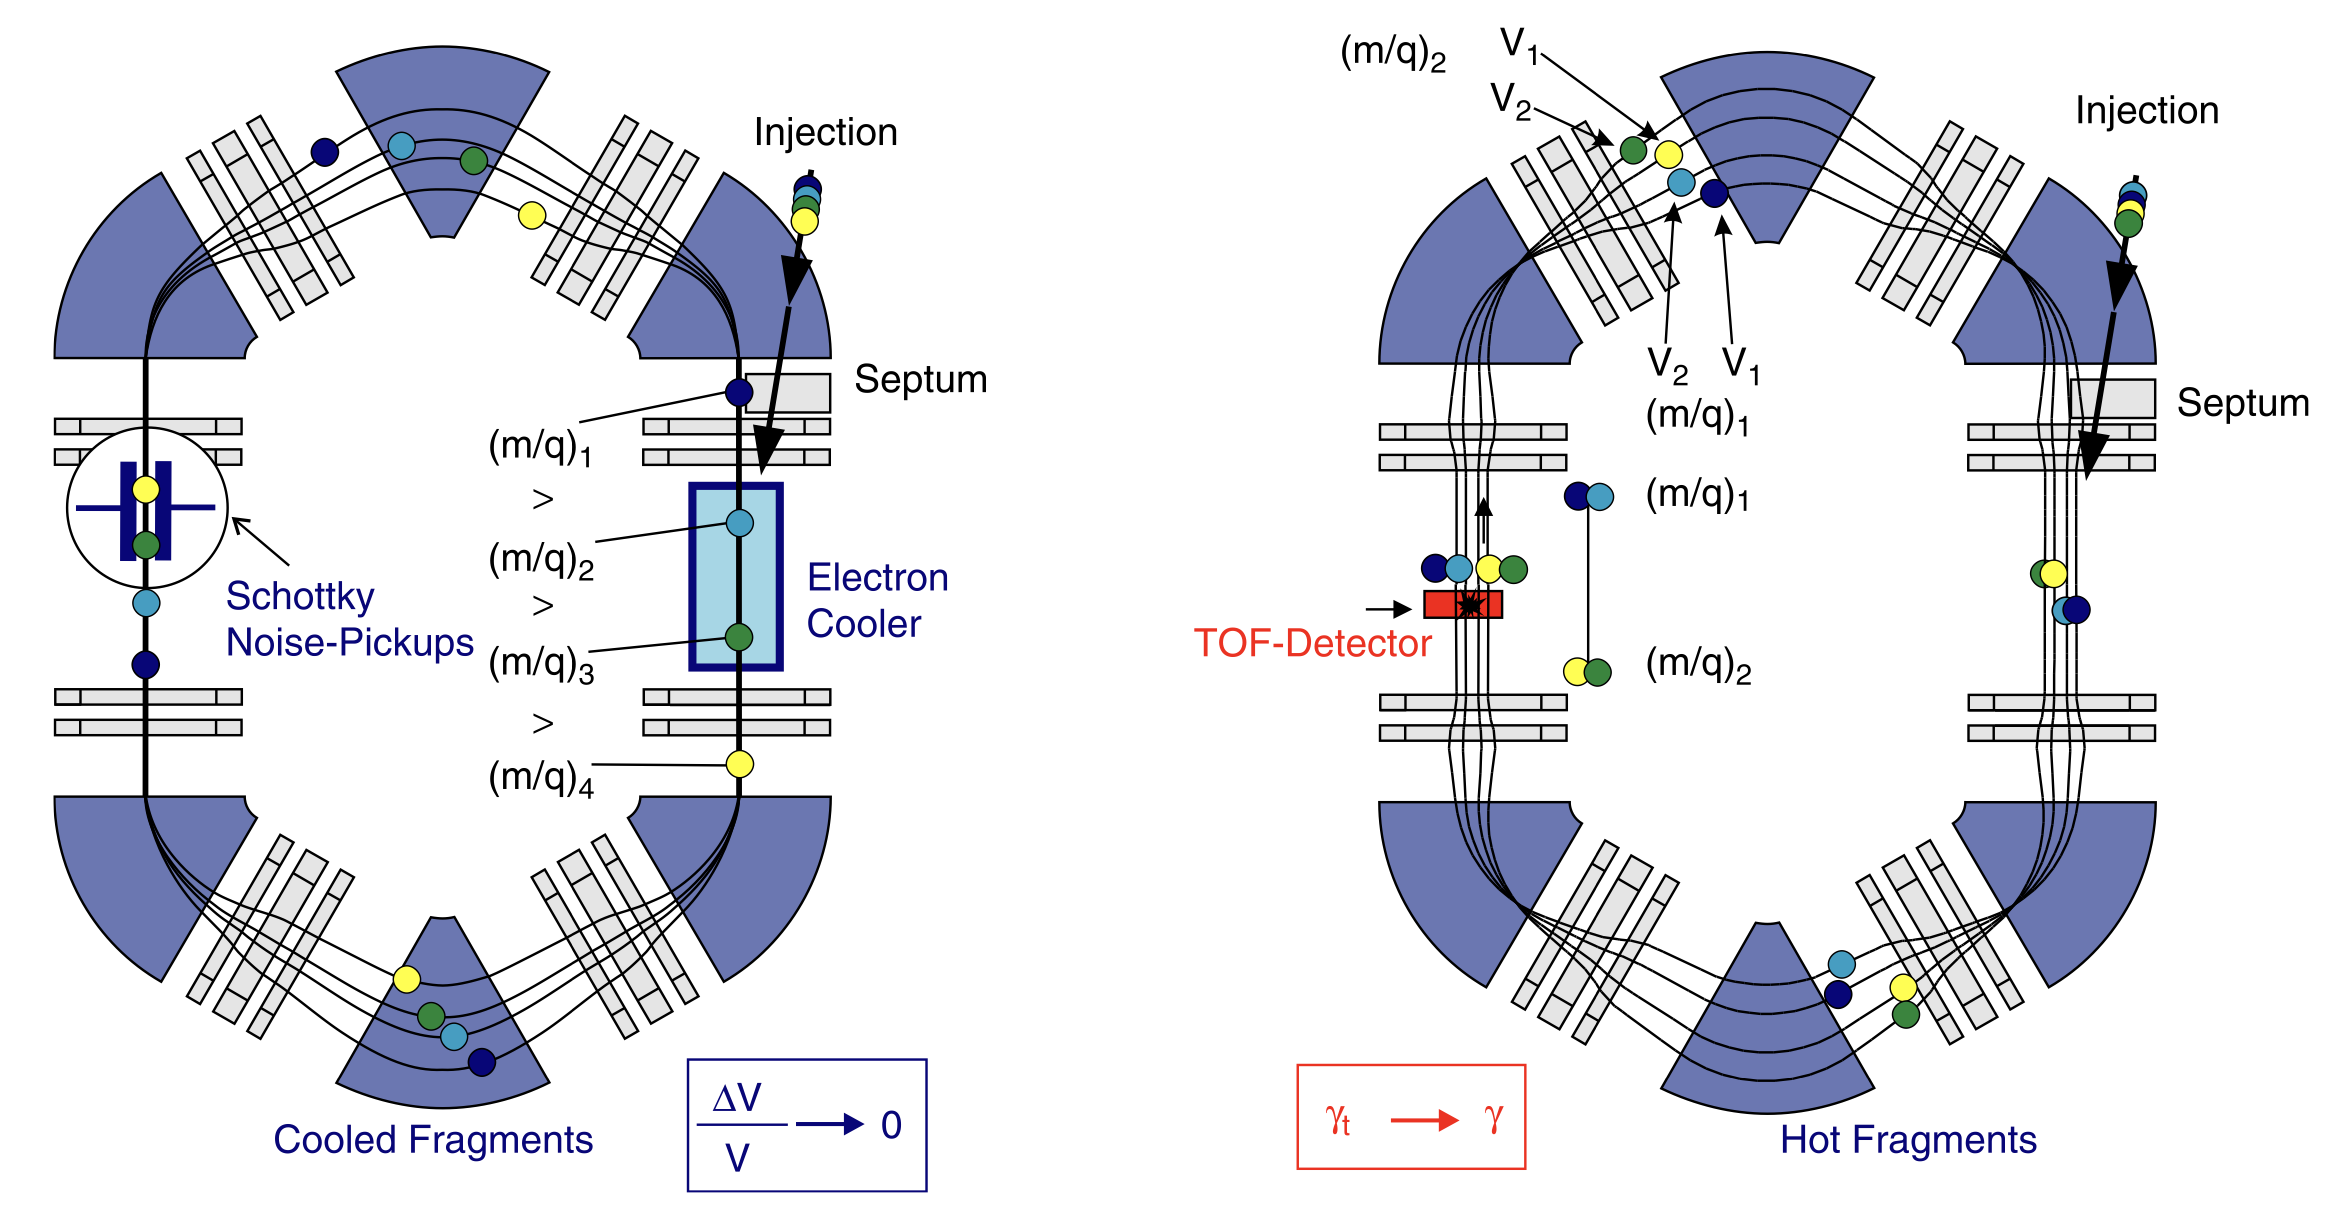 Injection
Septum
(m/q)1
>
(m/q)2
>
(m/q)3
>
(m/q)4
Electron
Cooler
Schottky
Noise-Pickups
Cooled Fragments
ΔV
V
0
(m/q)2
V1
V2
Injection
V2 V1
(m/q)1
Septum
(m/q)1
TOF-Detector
(m/q)2
γt γ
Hot Fragments